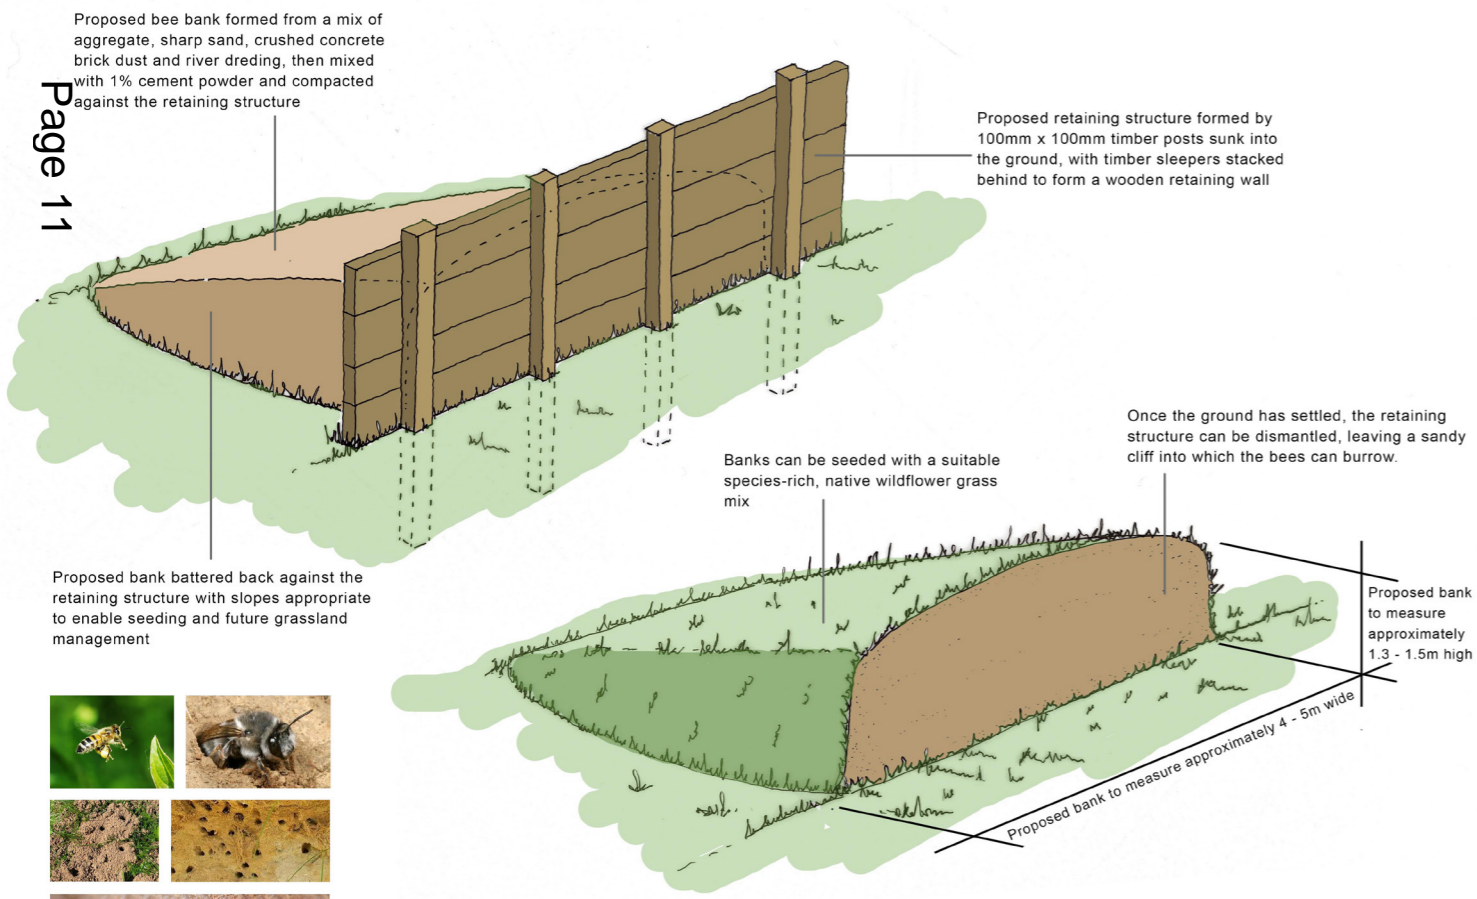 Proposed bee bank formed from a mix of
aggregate, sharp sand, crushed concrete
brick dust and river dreding, then mixed
with 1% cement powder and compacted
against the retaining structure
Page 11
Proposed retaining structure formed by
100mm x 100mm timber posts sunk into
the ground, with timber sleepers stacked
behind to form a wooden retaining wall
Once the ground has settled, the retaining
structure can be dismantled, leaving a sandy
cliff into which the bees can burrow.
Banks can be seeded with a suitable
species-rich, native wildflower grass
mix
Proposed bank battered back against the
retaining structure with slopes appropriate
to enable seeding and future grassland
management
Proposed bank
to measure
approximately
1.3 - 1.5m high
Proposed bank to measure approximately 4 - 5m wide